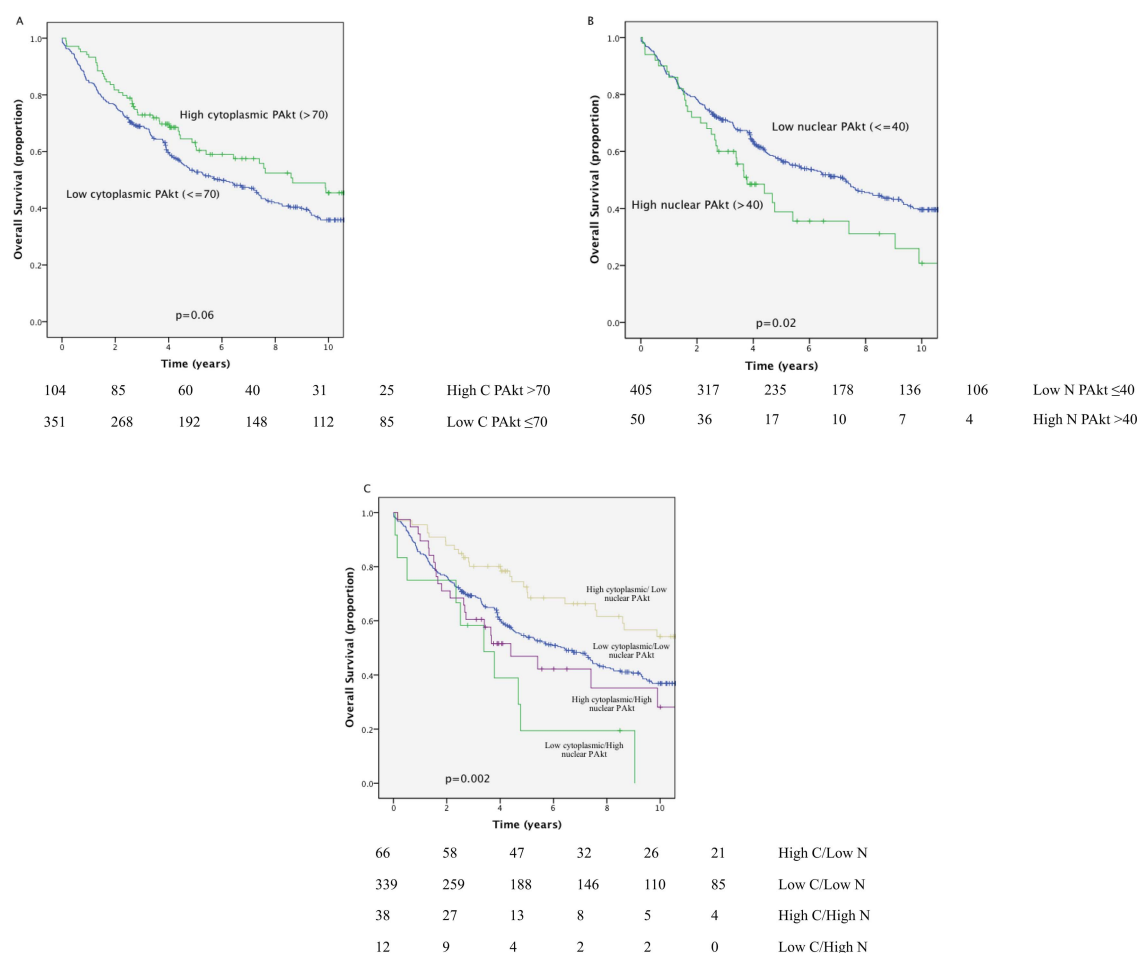 A
Overall Survival (proportion)
1.0
0.8
0.6
0.4
0.2
0.0
High cytoplasmic PAkt (>70)
Low cytoplasmic PAkt (<=70)
p=0.06
0 2 4 6 8 10
Time (years)
104 85 60 40 31 25 High C PAkt >70
351 268 192 148 112 85 Low C PAkt ≤70
B
Overall Survival (proportion)
1.0
0.8
0.6
0.4
0.2
0.0
Low nuclear PAkt (<=40)
High nuclear PAkt (>40)
p=0.02
0 2 4 6 8 10
Time (years)
405 317 235 178 136 106 Low N PAkt ≤40
50 36 17 10 7 4 High N PAkt >40
C
Overall Survival (proportion)
1.0
0.8
0.6
0.4
0.2
0.0
High cytoplasmic/ Low
nuclear PAkt
Low cytoplasmic/Low
nuclear PAkt
High cytoplasmic/High
nuclear PAkt
Low cytoplasmic/High
nuclear PAkt
p=0.002
0 2 4 6 8 10
Time (years)
66 58 47 32 26 21 High C/Low N
339 259 188 146 110 85 Low C/Low N
38 27 13 8 5 4 High C/High N
12 9 4 2 2 0 Low C/High N